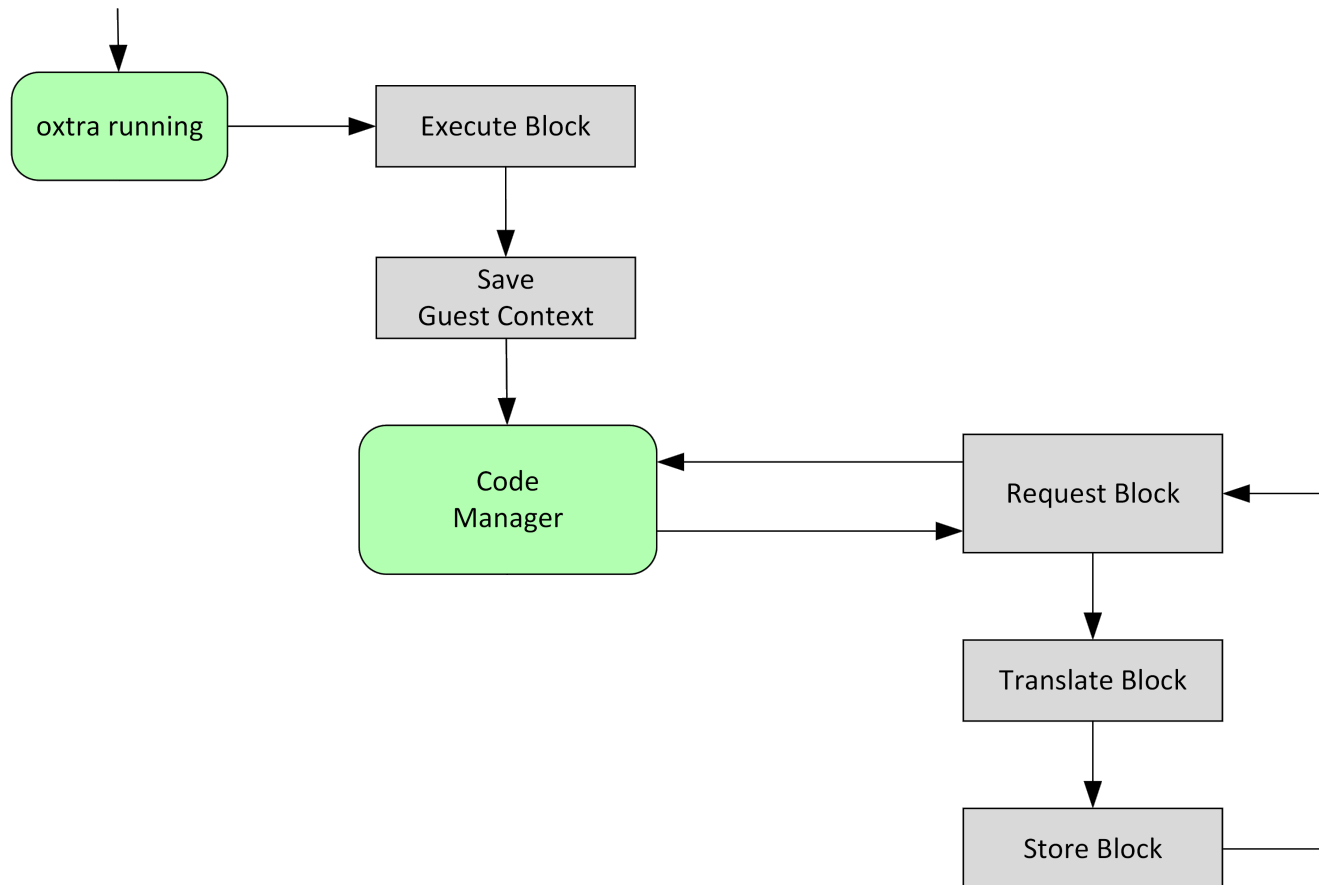 oxtra running
Execute Block
Save
Guest Context
Code
Manager
Request Block
Translate Block
Store Block